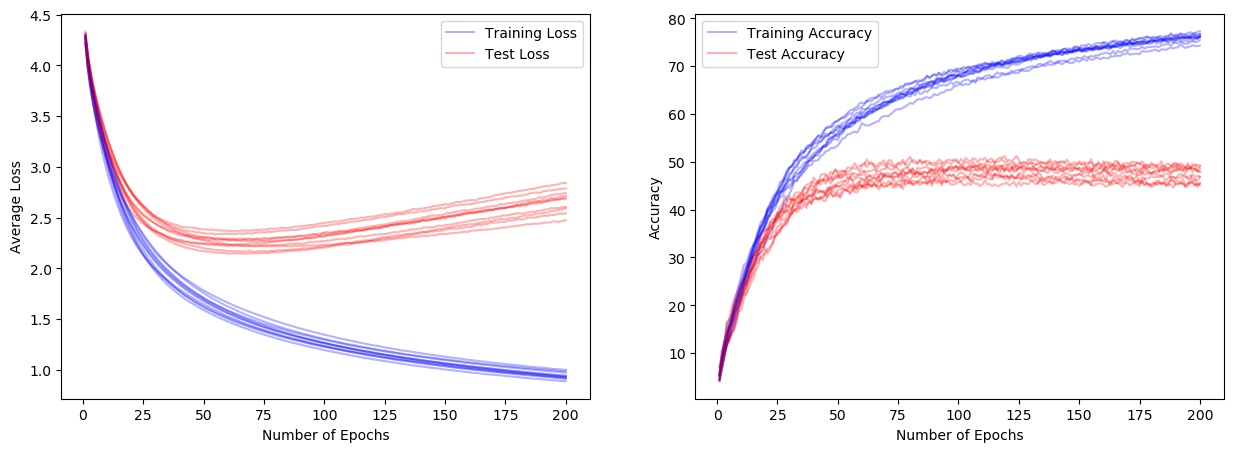 Training Loss
Test Loss
Average Loss
4.5
4.0
3.5
3.0
2.5
2.0
1.5
1.0
0 25 50 75 100 125 150 175 200
Number of Epochs
Training Accuracy
Test Accuracy
Accuracy
80
70
60
50
40
30
20
10
0 25 50 75 100 125 150 175 200
Number of Epochs